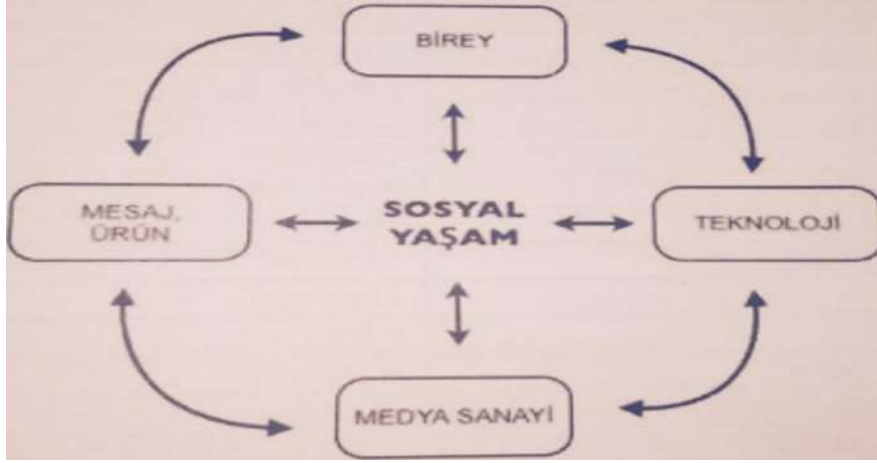 BİREY
MESAJ,
ÜRÜN
SOSYAL
YAŞAM
TEKNOLOJİ
MEDYA SANAYİ